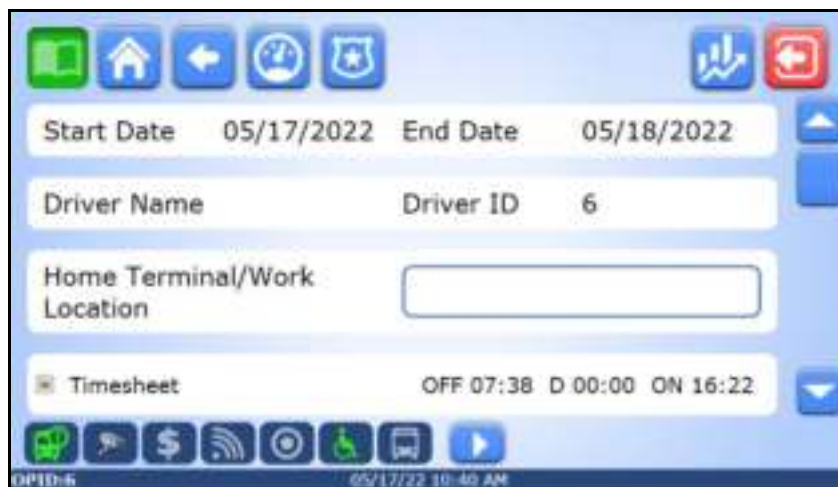 Start Date 05/17/2022 End Date 05/18/2022
Driver Name Driver ID 6
Home Terminal/Work
Location
Timesheet OFF 07:38 D 00:00 ON 16:22
$
OPID:6 05/17/22 10:40 AM